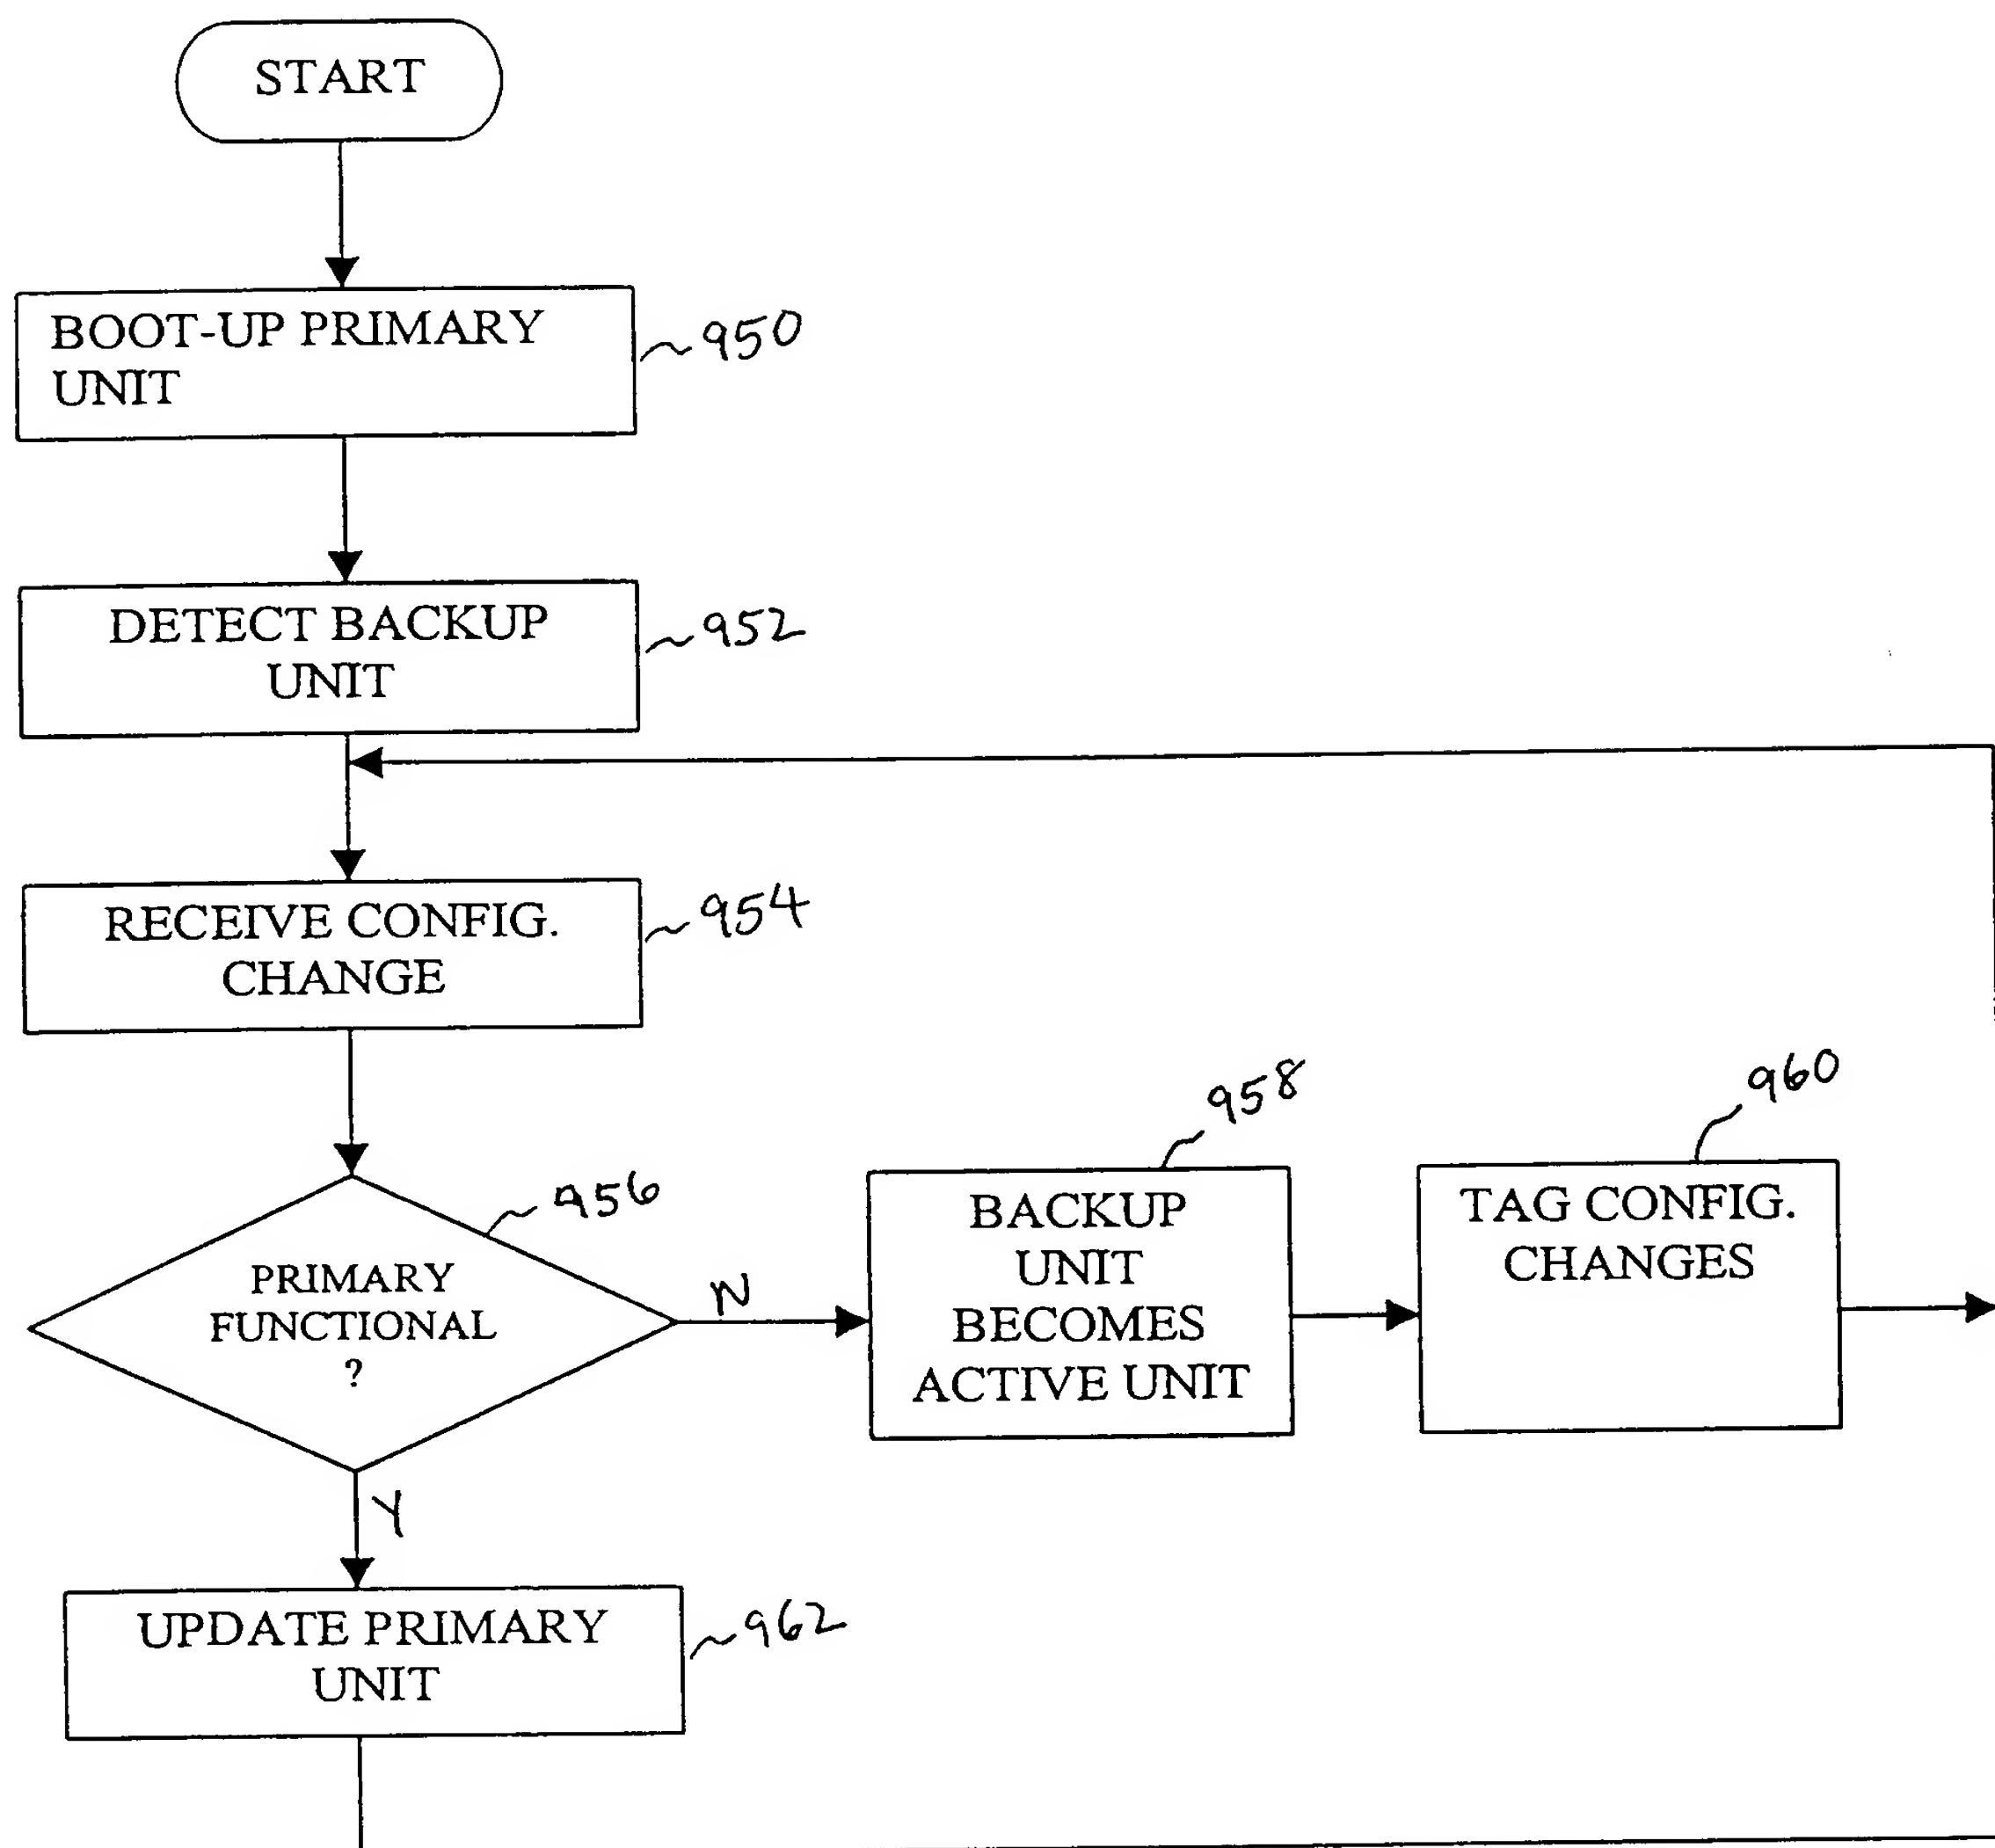 START
BOOT-UP PRIMARY
UNIT
950
DETECT BACKUP
UNIT
952
RECEIVE CONFIG.
CHANGE
954
PRIMARY
FUNCTIONAL
?
956
N
BACKUP
UNIT
BECOMES
ACTIVE UNIT
958
TAG CONFIG.
CHANGES
960
Y
UPDATE PRIMARY
UNIT
962